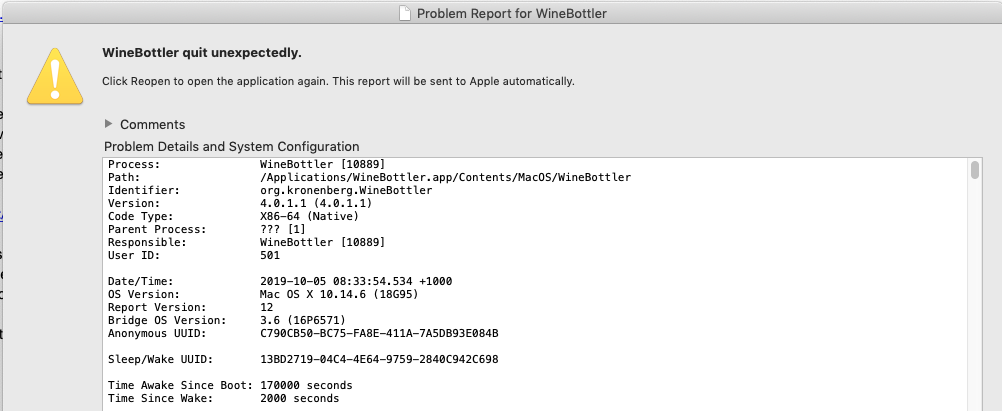 Problem Report for WineBottler
WineBottler quit unexpectedly.
Click Reopen to open the application again. This report will be sent to Apple automatically.
Comments
Problem Details and System Configuration
Process: WineBottler [10889]
Path: /Applications/WineBottler.app/Contents/MacOS/WineBottler
Identifier: org.kronenberg.WineBottler
Version: 4.0.1.1 (4.0.1.1)
Code Type: X86-64 (Native)
Parent Process: ??? [1]
Responsible: WineBottler [10889]
User ID: 501
Date/Time: 2019-10-05 08:33:54.534 +1000
OS Version: Mac OS X 10.14.6 (18G95)
Report Version: 12
Bridge OS Version: 3.6 (16P6571)
Anonymous UUID: C790CB50-BC75-FA8E-411A-7A5DB93E084B
Sleep/Wake UUID: 13BD2719-04C4-4E64-9759-2840C942C698
Time Awake Since Boot: 170000 seconds
Time Since Wake: 2000 seconds